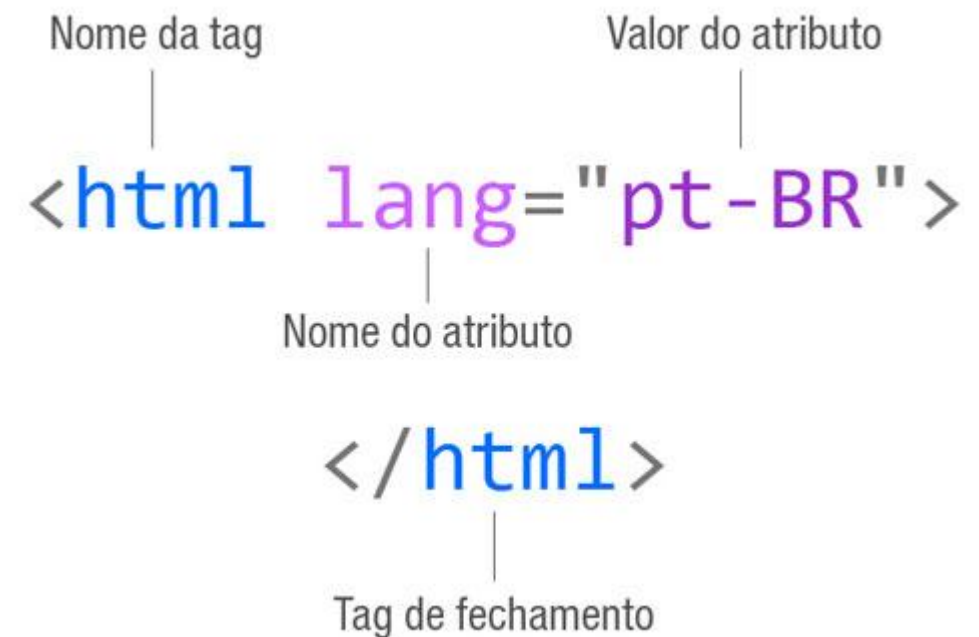 Nome da tag
Valor do atributo
<html lang="pt-BR">
Nome do atributo
</html>
Tag de fechamento